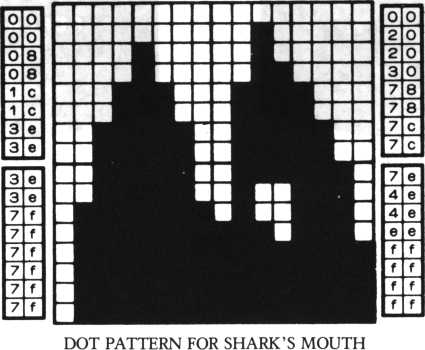 00
00
08
08
1c
1c
3e
3e
3e
3e
7f
7f
7f
7f
7f
7f
00
20
20
30
78
78
7c
7c
7e
4e
4e
ee
ff
ff
ff
ff
DOT PATTERN FOR SHARK'S MOUTH